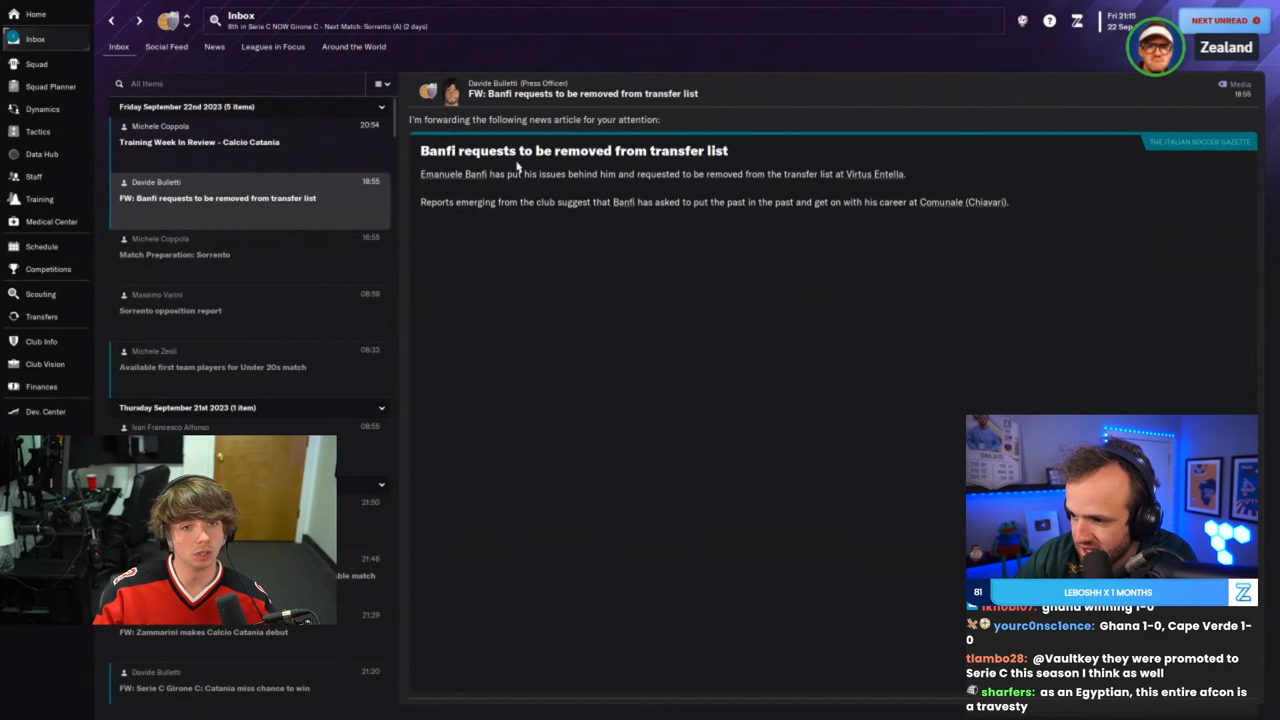 Home
Inbox
Squad
Squad Planner
Dynamics
Tactics
Data Hub
Staff
Training
Medical Center
Schedule
Competitions
Scouting
Transfers
Club Info
Club Vision
Finances
Dev. Center
Inbox
8th in Serie C NOW Girone C - Next Match: Sorrento (A) (2 days)
Fri 21:15
22 Sep
NEXT UNREAD
Zealand
Inbox Social Feed News Leagues in Focus Around the World
All Items
Friday September 22nd 2023 (5 items)
Michele Coppola 20:54
Training Week In Review - Calcio Catania
Davide Bulletti 18:55
FW: Banfi requests to be removed from transfer list
Michele Coppola 16:55
Match Preparation: Sorrento
Massimo Varini 08:59
Sorrento opposition report
Michele Zeoli 08:33
Available first team players for Under 20s match
Thursday September 21st 2023 (1 item)
Ivan Francesco Alfonso 08:55
21:50
21:46
ble match
21:29
FW: Zammarini makes Calcio Catania debut
Davide Bulletti 21:20
FW: Serie C Girone C: Catania miss chance to win
Davide Bulletti (Press Officer)
FW: Banfi requests to be removed from transfer list
Media
18:55
I'm forwarding the following news article for your attention:
THE ITALIAN SOCCER GAZETTE
Banfi requests to be removed from transfer list
Emanuele Banfi has put his issues behind him and requested to be removed from the transfer list at Virtus Entella.
Reports emerging from the club suggest that Banfi has asked to put the past in the past and get on with his career at Comunale (Chiavari).
81 LEBOSHH X 1 MONTHS
ghana winning 1-0
yourc0nsc1ence: Ghana 1-0, Cape Verde 1-
0
tlambo28: @Vaultkey they were promoted to
Serie C this season I think as well
sharfers: as an Egyptian, this entire afcon is
a travesty